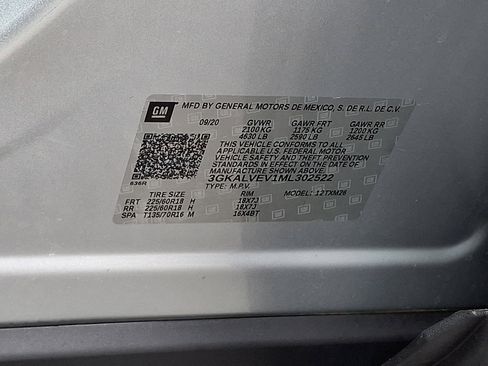 GM
MFD BY GENERAL MOTORS DE MEXICO, S. DE R.L. DE C.V.
09/20 GVWR GAWR FRT GAWR RR
2100 KG 1175 KG 1200 KG
4630 LB 2590 LB 2645 LB
THIS VEHICLE CONFORMS TO ALL
APPLICABLE U.S. FEDERAL MOTOR
VEHICLE SAFETY AND THEFT PREVENTION
STANDARDS IN EFFECT ON THE DATE OF
MANUFACTURE SHOWN ABOVE.
3GKALVEV1ML302522
636R TYPE: M.P.V.
TIRE SIZE RIM MODEL: 12TXM26
FRT 225/60R18 H 18X7J
RR 225/60R18 H 18X7J
SPA T135/70R16 M 16X4BT